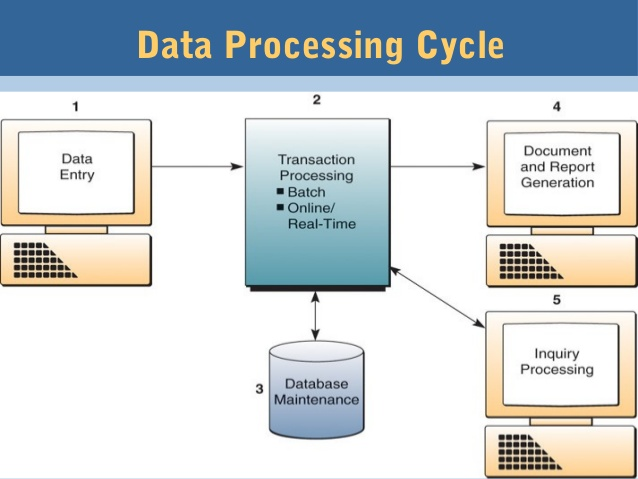 Data Processing Cycle
1
Data
Entry
2
Transaction
Processing
■ Batch
■ Online/
Real-Time
3
Database
Maintenance
4
Document
and Report
Generation
5
Inquiry
Processing